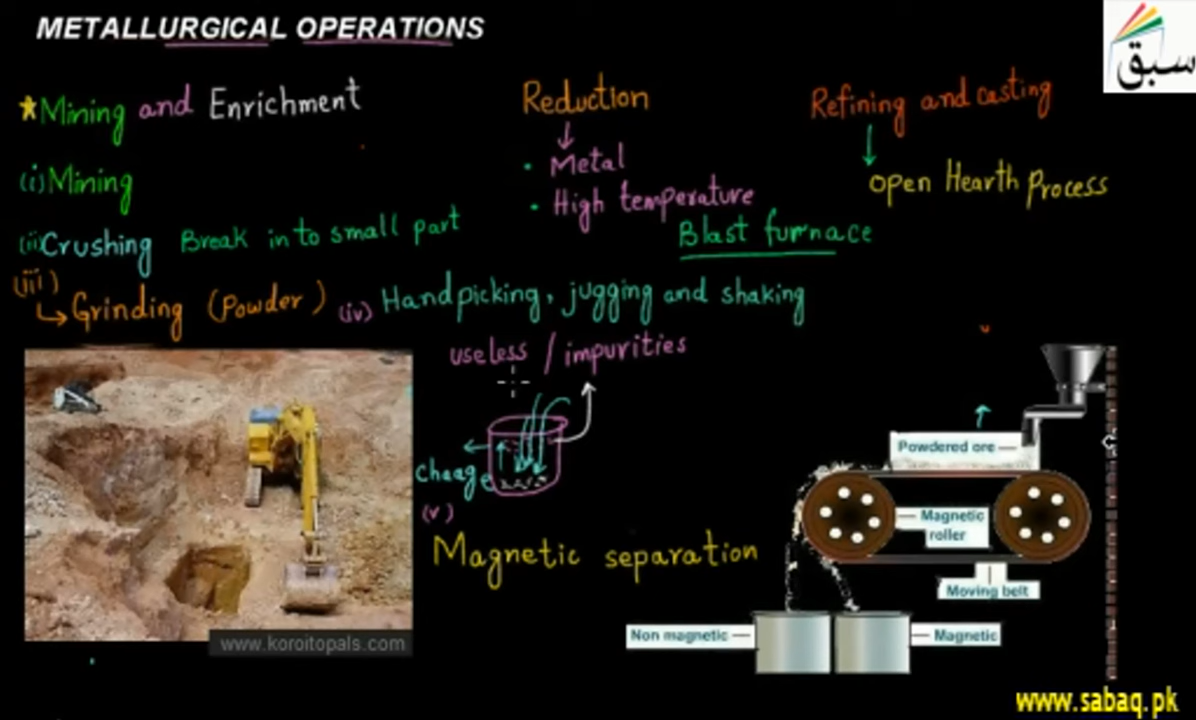 METALLURGICAL OPERATIONS
سبق
Mining and Enrichment
Reduction
Refining and casting
(i) Mining
Metal
High temperature
Open Hearth Process
(ii) Crushing Break in to small part
Blast furnace
(iii)
Grinding (Powder)
(iv) Handpicking, jugging and shaking
useless / impurities
Powdered ore
(v)
Magnetic separation
Magnetic
roller
Moving belt
Non magnetic
Magnetic
www.koroitopals.com
www.sabaq.pk